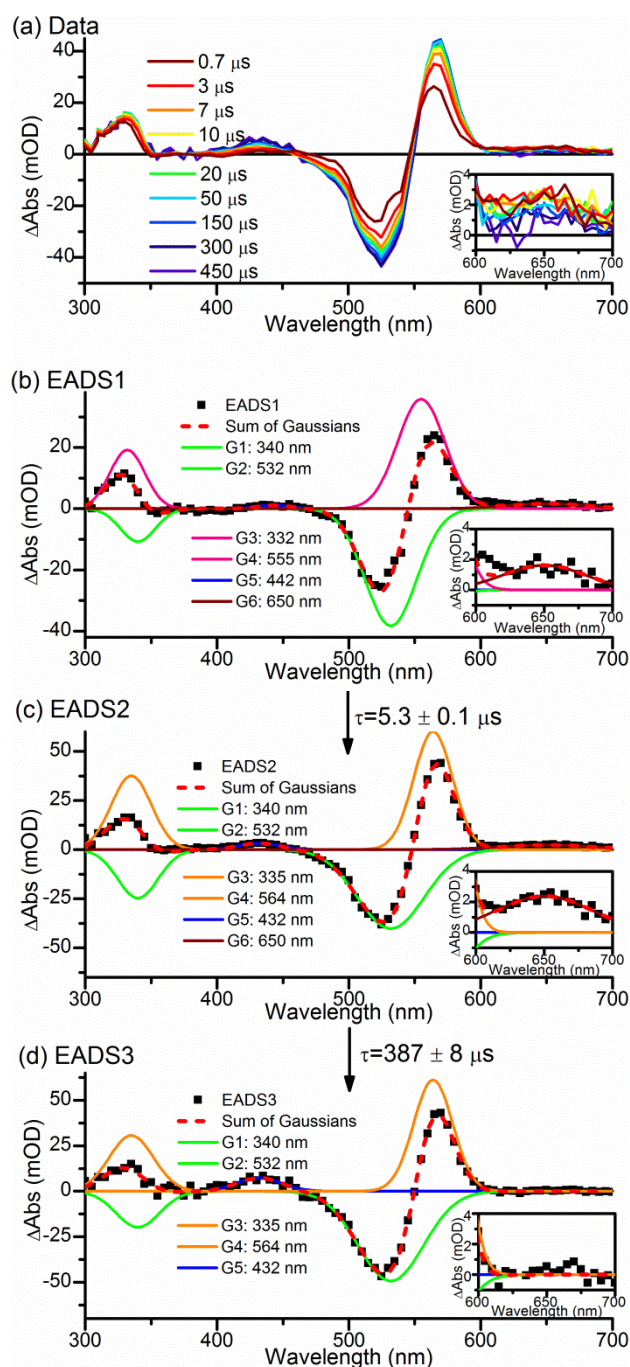 (a) Data
ΔAbs (mOD)
40
20
0
-20
-40
0.7 μs
3 μs
7 μs
10 μs
20 μs
50 μs
150 μs
300 μs
450 μs
ΔAbs (mOD)
4
2
0
600 650 700
Wavelength (nm)
300 400 500 600 700
Wavelength (nm)
(b) EADS1
ΔAbs (mOD)
20
0
-20
-40
EADS1
Sum of Gaussians
G1: 340 nm
G2: 532 nm
G3: 332 nm
G4: 555 nm
G5: 442 nm
G6: 650 nm
ΔAbs (mOD)
4
2
0
600 650 700
Wavelength (nm)
300 400 500 600 700
Wavelength (nm)
τ=5.3 ± 0.1 μs
(c) EADS2
ΔAbs (mOD)
50
25
0
-25
-50
EADS2
Sum of Gaussians
G1: 340 nm
G2: 532 nm
G3: 335 nm
G4: 564 nm
G5: 432 nm
G6: 650 nm
ΔAbs (mOD)
4
2
0
600 650 700
Wavelength (nm)
300 400 500 600 700
Wavelength (nm)
τ=387 ± 8 μs
(d) EADS3
ΔAbs (mOD)
50
25
0
-25
-50
EADS3
Sum of Gaussians
G1: 340 nm
G2: 532 nm
G3: 335 nm
G4: 564 nm
G5: 432 nm
ΔAbs (mOD)
4
2
0
600 650 700
Wavelength (nm)
300 400 500 600 700
Wavelength (nm)